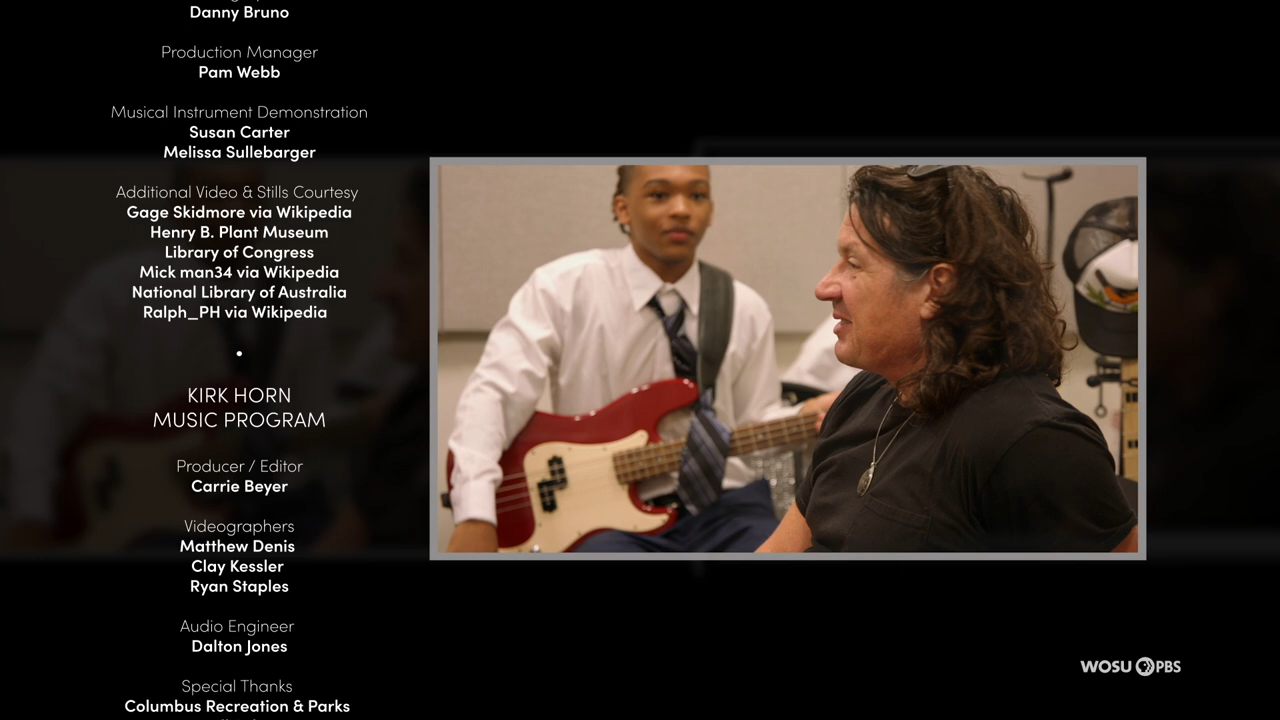 Danny Bruno
Production Manager
Pam Webb
Musical Instrument Demonstration
Susan Carter
Melissa Sullebarger
Additional Video & Stills Courtesy
Gage Skidmore via Wikipedia
Henry B. Plant Museum
Library of Congress
Mick man34 via Wikipedia
National Library of Australia
Ralph_PH via Wikipedia
KIRK HORN
MUSIC PROGRAM
Producer / Editor
Carrie Beyer
Videographers
Matthew Denis
Clay Kessler
Ryan Staples
Audio Engineer
Dalton Jones
Special Thanks
Columbus Recreation & Parks
WOSU PBS